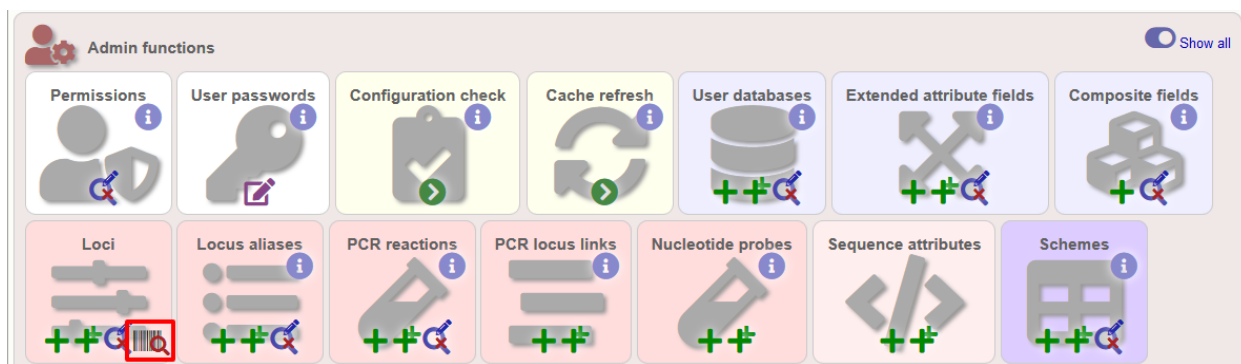 Admin functions
Show all
Permissions
User passwords
Configuration check
Cache refresh
User databases
Extended attribute fields
Composite fields
Loci
Locus aliases
PCR reactions
PCR locus links
Nucleotide probes
Sequence attributes
Schemes